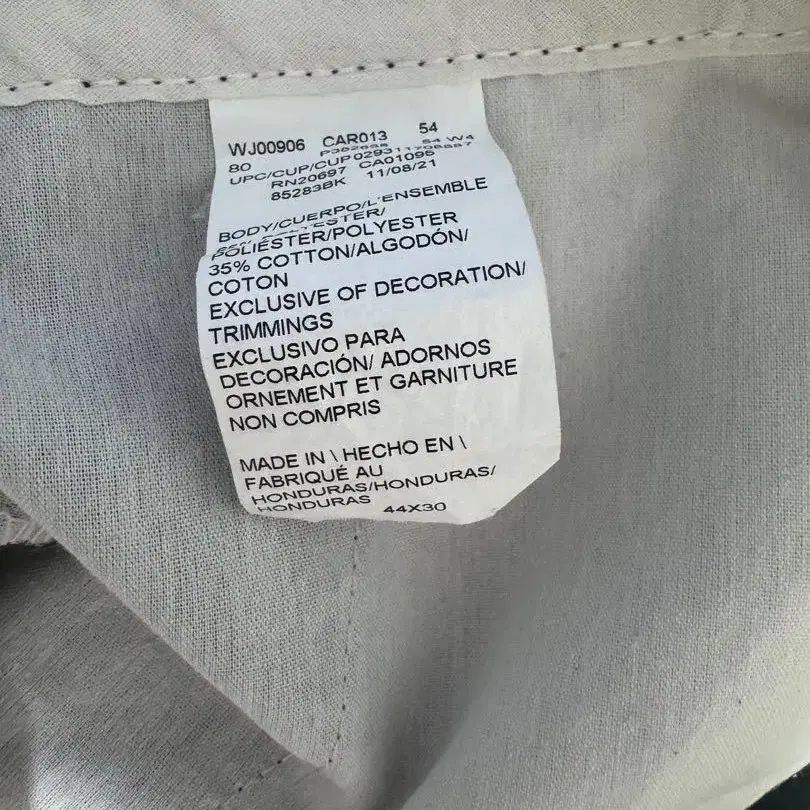 WJ00906 CAR013 54
80
UPC/CUP/CUP
RN20697 CA01095
85283BK 11/08/21
BODY/CUERPO/L'ENSEMBLE
POLIÉSTER/POLYESTER
35% COTTON/ALGODÓN/
COTON
EXCLUSIVE OF DECORATION/
TRIMMINGS
EXCLUSIVO PARA
DECORACIÓN/ ADORNOS
ORNEMENT ET GARNITURE
NON COMPRIS
MADE IN \ HECHO EN \
FABRIQUÉ AU
HONDURAS/HONDURAS/
HONDURAS 44X30